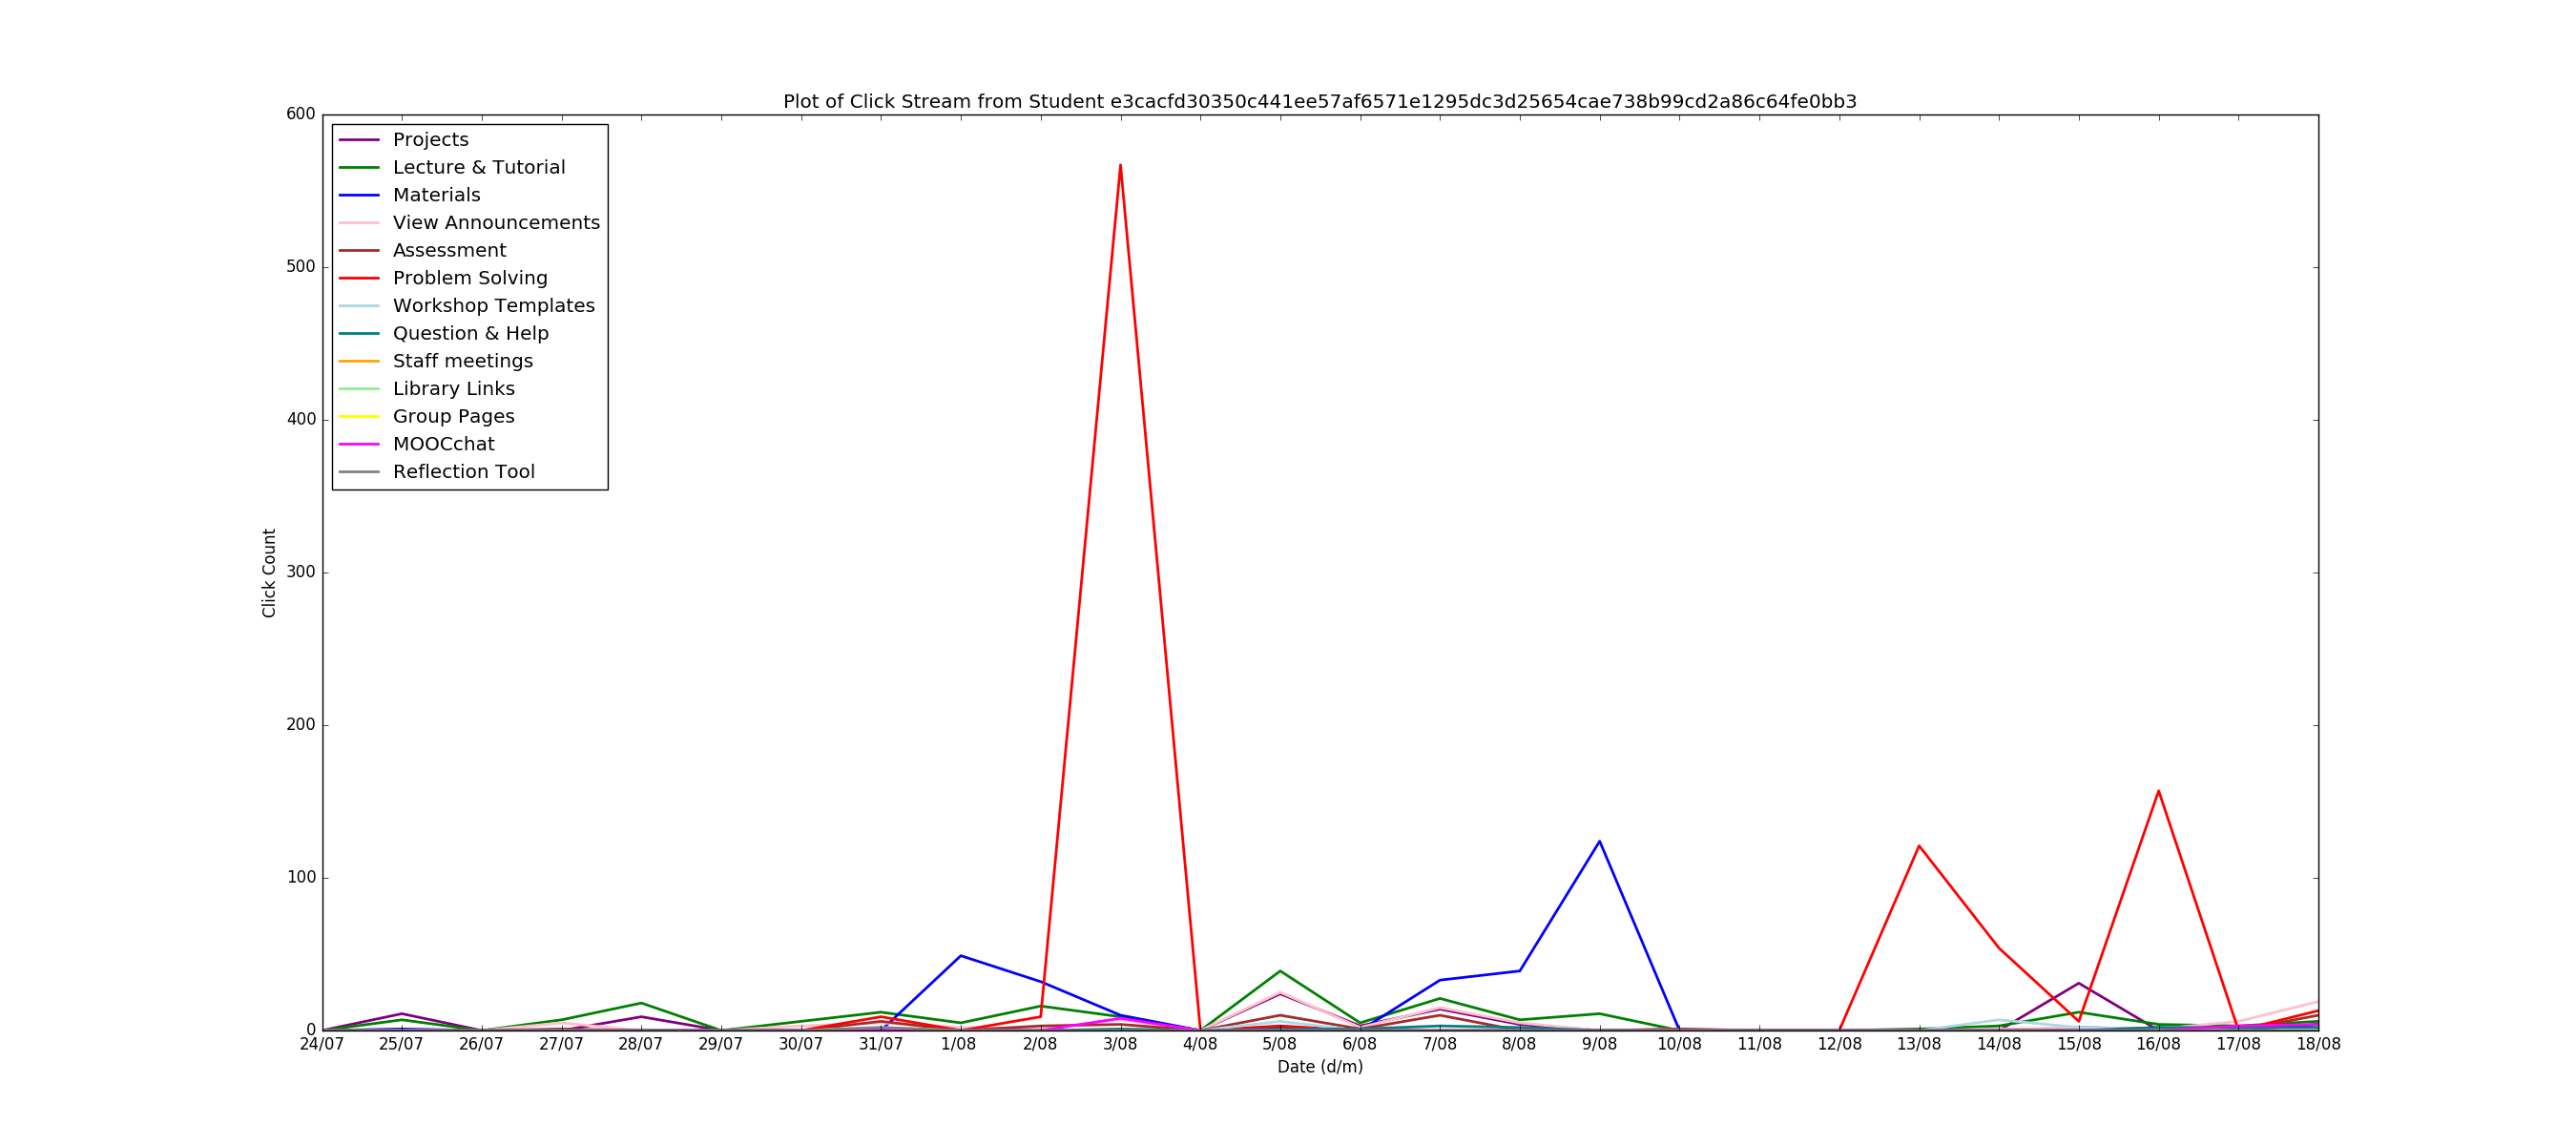 Plot of Click Stream from Student e3cacfd30350c441ee57af6571e1295dc3d25654cae738b99cd2a86c64fe0bb3
600
500
400
300
200
100
0
Click Count
Projects
Lecture & Tutorial
Materials
View Announcements
Assessment
Problem Solving
Workshop Templates
Question & Help
Staff meetings
Library Links
Group Pages
MOOCchat
Reflection Tool
24/07 25/07 26/07 27/07 28/07 29/07 30/07 31/07 1/08 2/08 3/08 4/08 5/08 6/08 7/08 8/08 9/08 10/08 11/08 12/08 13/08 14/08 15/08 16/08 17/08 18/08
Date (d/m)